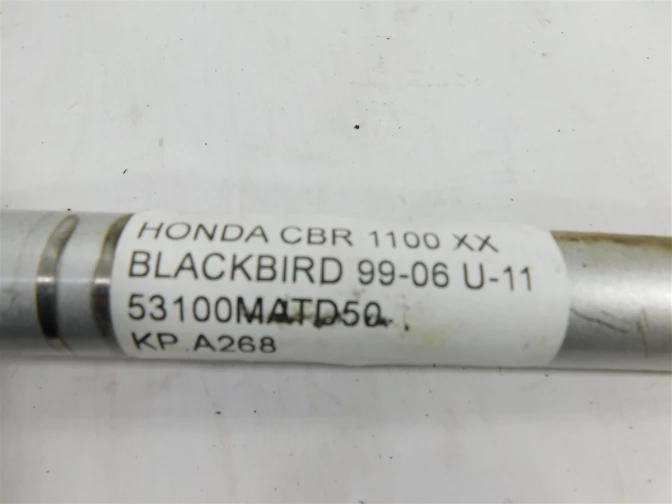 HONDA CBR 1100 XX
BLACKBIRD 99-06 U-11
53100MATD50
KP.A268